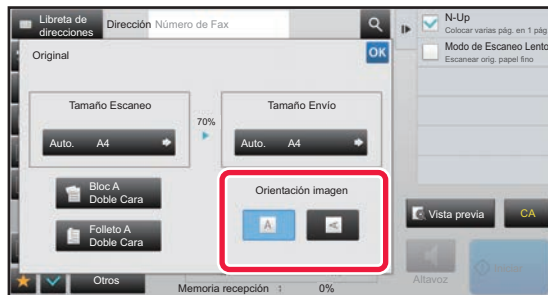 Libreta de
direcciones
Dirección Número de Fax
N-Up
Colocar varias pág. en 1 pág
Modo de Escaneo Lento
Escanear orig. papel fino
Original
OK
Tamaño Escaneo
70%
Tamaño Envío
Auto. A4
Auto. A4
Bloc A
Doble Cara
Folleto A
Doble Cara
Orientación imagen
A
A
Vista previa
CA
Otros
Memoria recepción : 0%
Altavoz
Iniciar